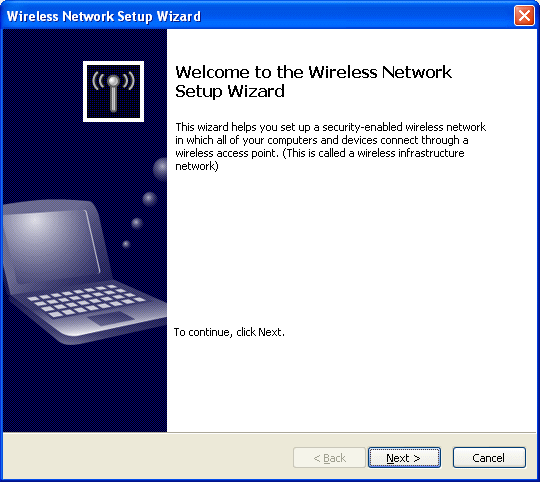 Wireless Network Setup Wizard
Welcome to the Wireless Network
Setup Wizard
This wizard helps you set up a security-enabled wireless network
in which all of your computers and devices connect through a
wireless access point. (This is called a wireless infrastructure
network)
To continue, click Next.
< Back Next > Cancel